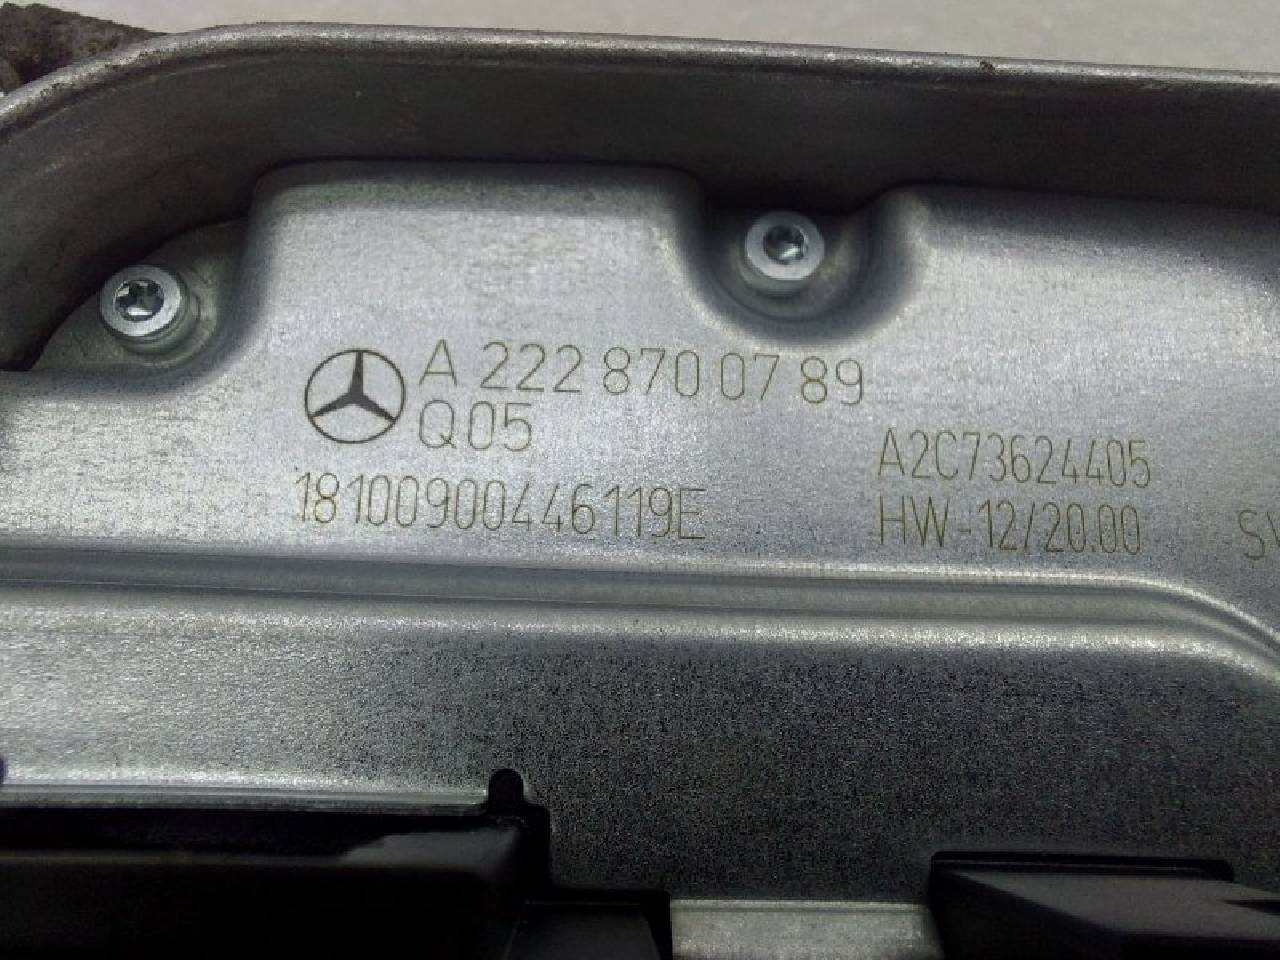 A 222 870 07 89
Q05
18100900446119E
A2C73624405
HW-12/20.00